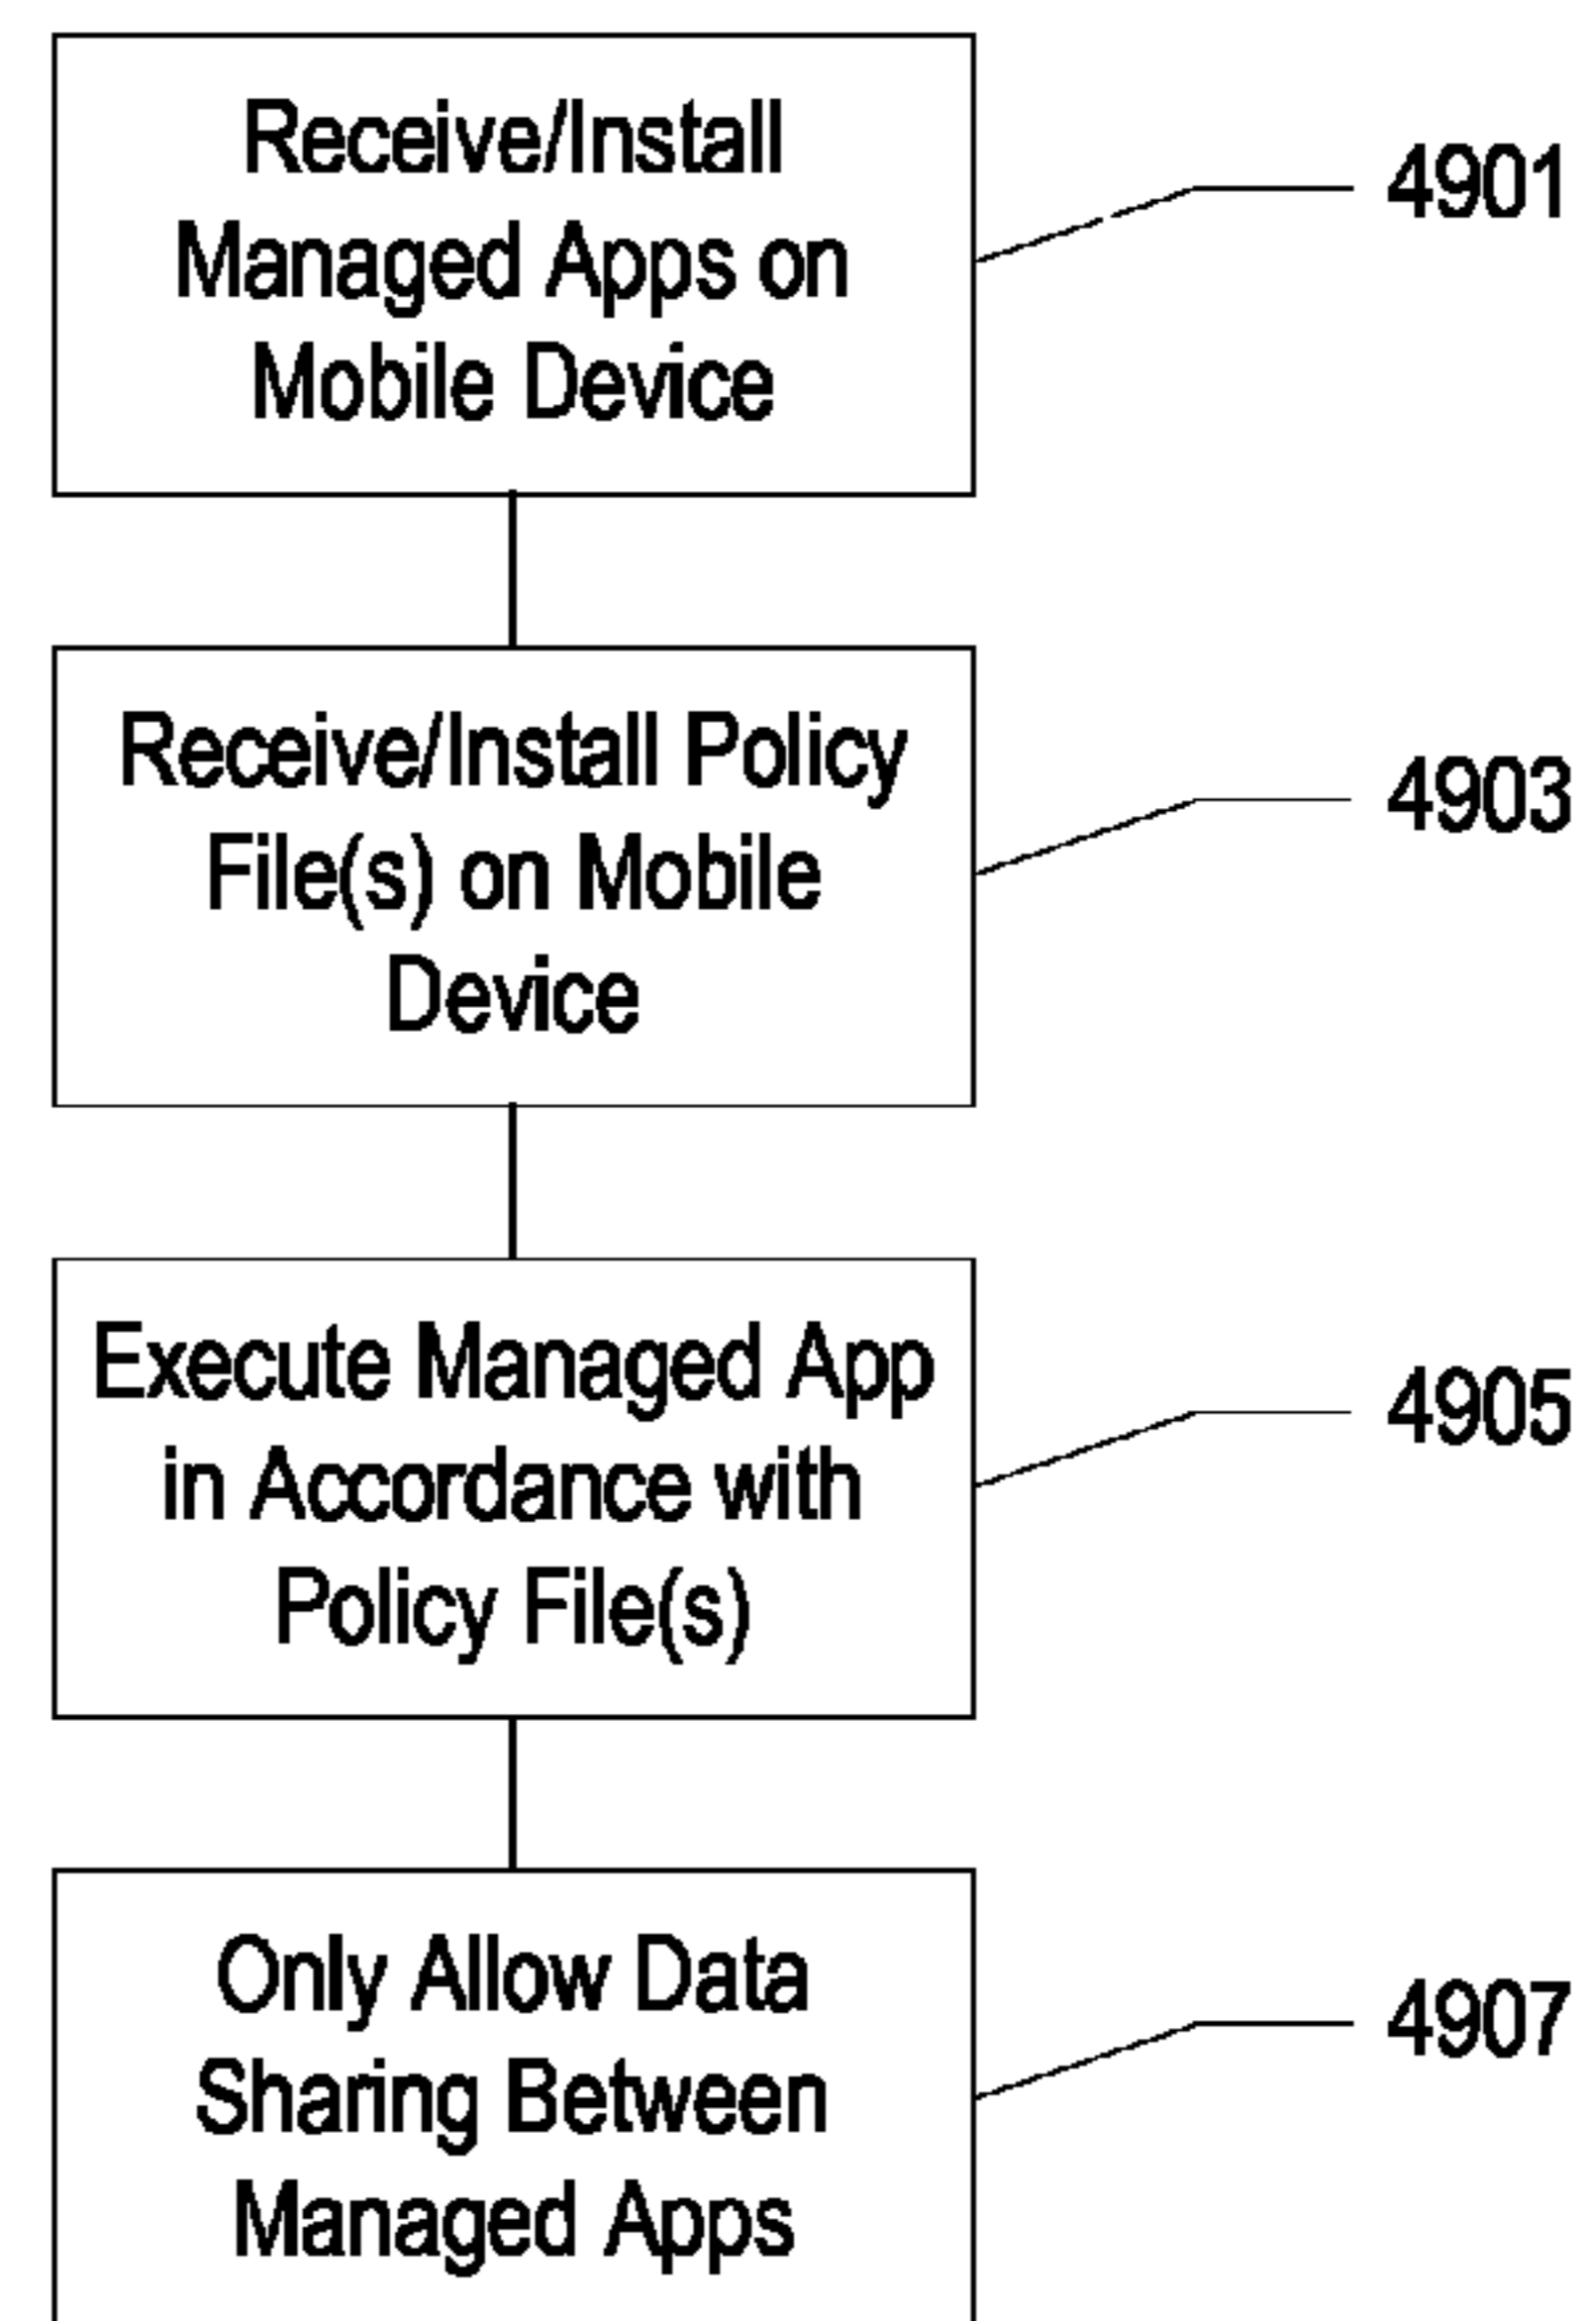 Receive/Install
Managed Apps on
Mobile Device
4901
Receive/Install Policy
File(s) on Mobile
Device
4903
Execute Managed App
in Accordance with
Policy File(s)
4905
Only Allow Data
Sharing Between
Managed Apps
4907